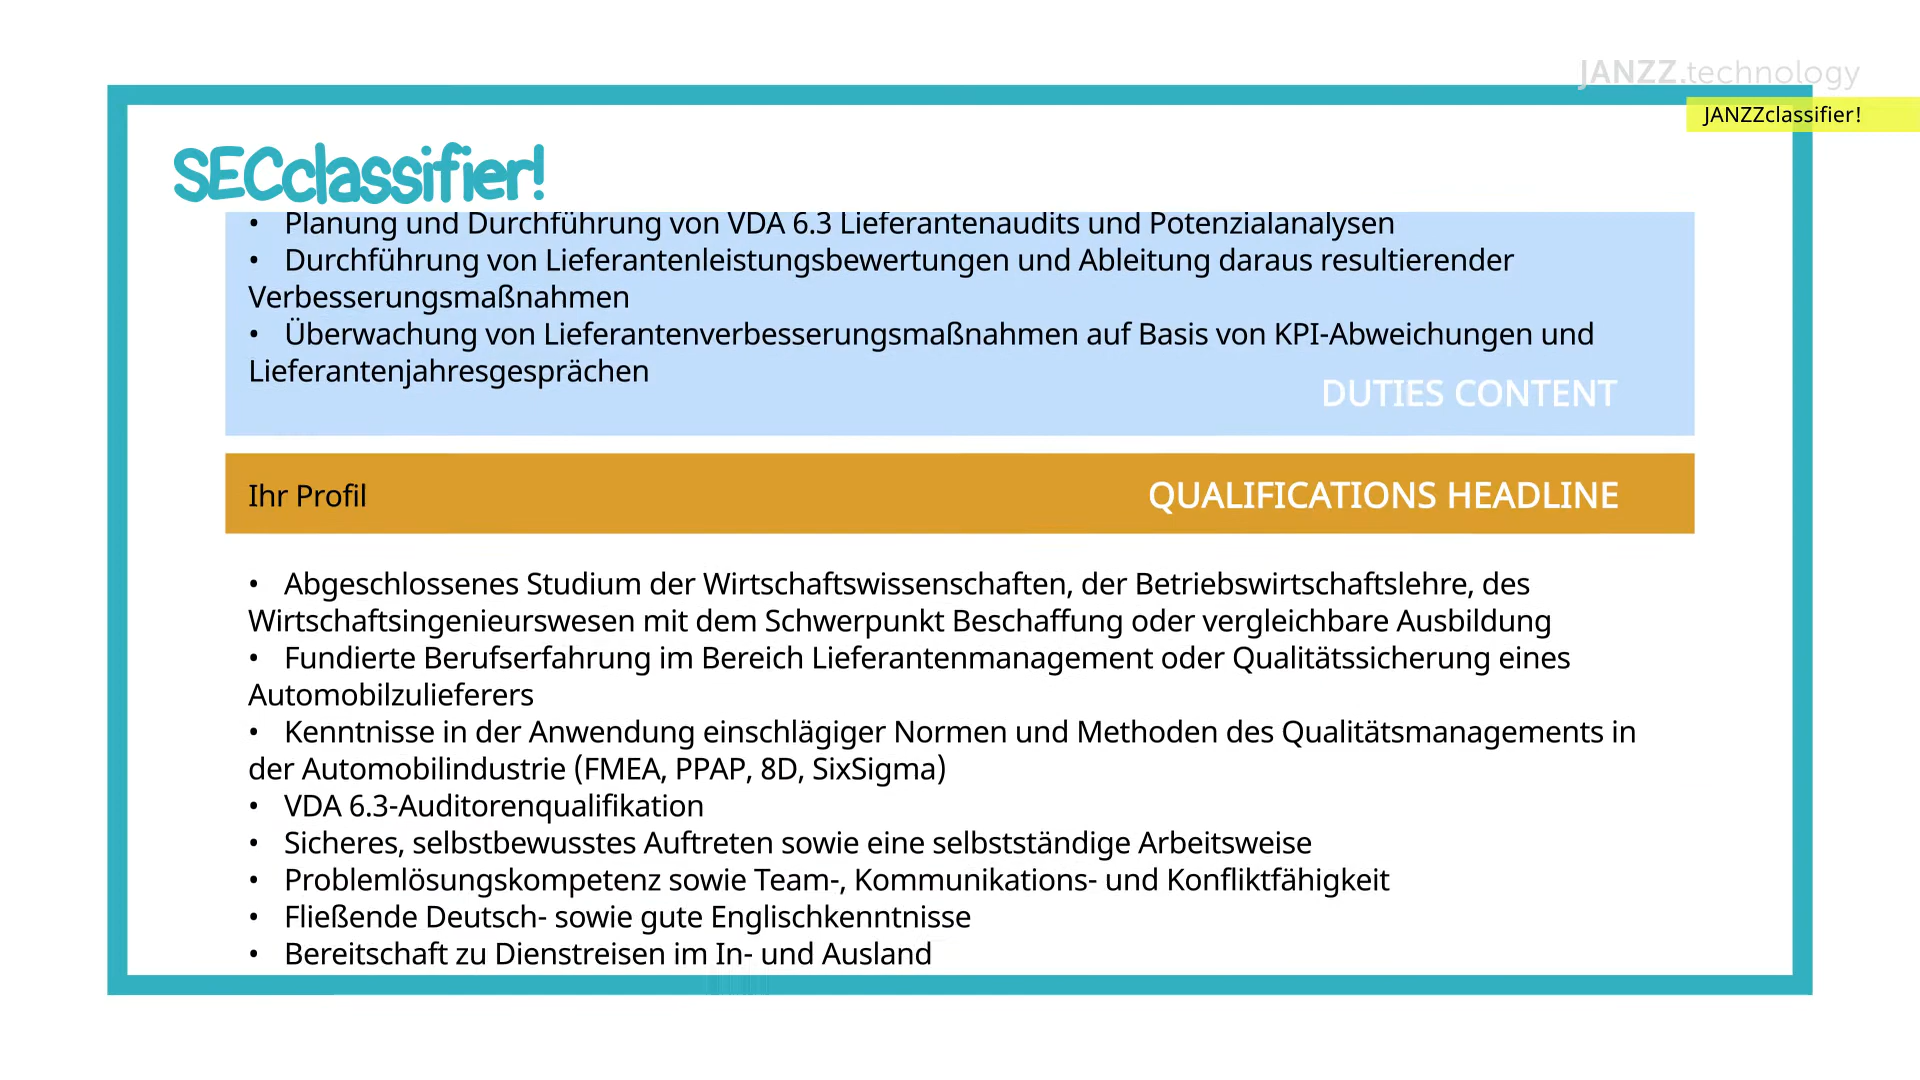 JANZZ.technology
JANZZclassifier!
SECclassifier!
• Planung und Durchführung von VDA 6.3 Lieferantenaudits und Potenzialanalysen
• Durchführung von Lieferantenleistungsbewertungen und Ableitung daraus resultierender
Verbesserungsmaßnahmen
• Überwachung von Lieferantenverbesserungsmaßnahmen auf Basis von KPI-Abweichungen und
Lieferantenjahresgesprächen
DUTIES CONTENT
Ihr Profil
QUALIFICATIONS HEADLINE
• Abgeschlossenes Studium der Wirtschaftswissenschaften, der Betriebswirtschaftslehre, des
Wirtschaftsingenieurswesen mit dem Schwerpunkt Beschaffung oder vergleichbare Ausbildung
• Fundierte Berufserfahrung im Bereich Lieferantenmanagement oder Qualitätssicherung eines
Automobilzulieferers
• Kenntnisse in der Anwendung einschlägiger Normen und Methoden des Qualitätsmanagements in
der Automobilindustrie (FMEA, PPAP, 8D, SixSigma)
• VDA 6.3-Auditorenqualifikation
• Sicheres, selbstbewusstes Auftreten sowie eine selbstständige Arbeitsweise
• Problemlösungskompetenz sowie Team-, Kommunikations- und Konfliktfähigkeit
• Fließende Deutsch- sowie gute Englischkenntnisse
• Bereitschaft zu Dienstreisen im In- und Ausland